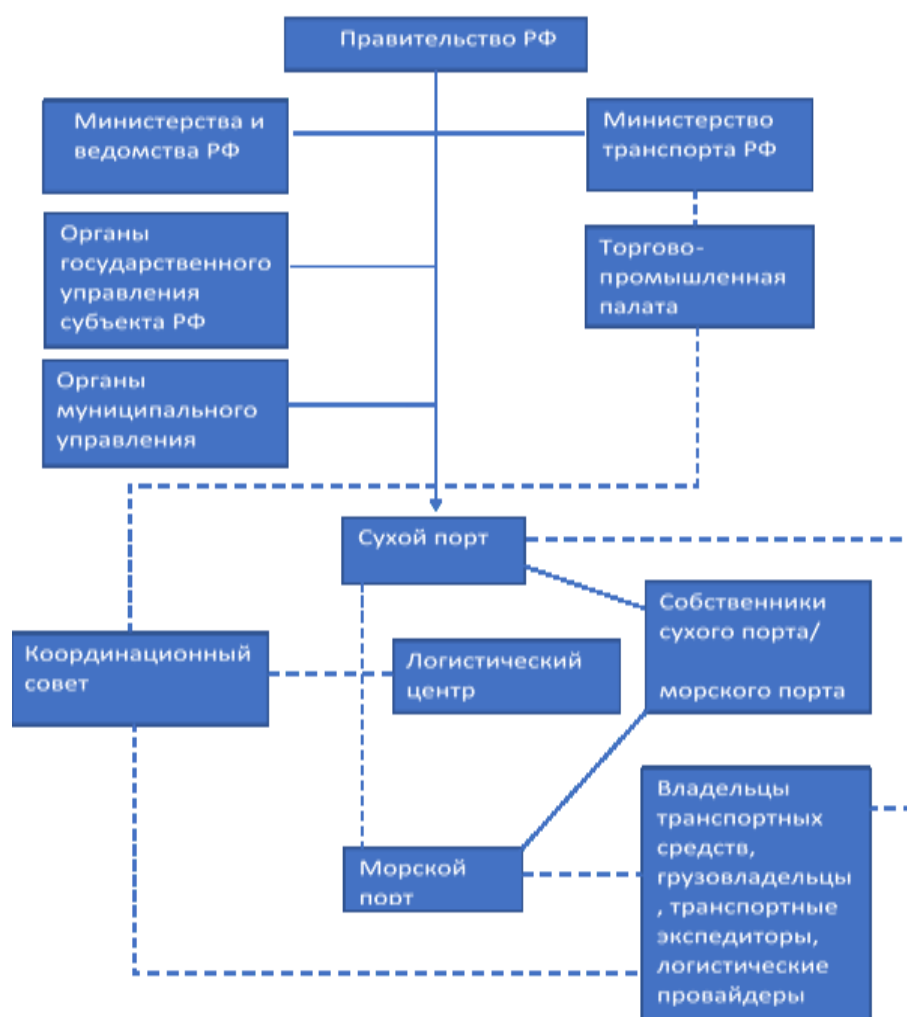 Правительство РФ
Министерства и
ведомства РФ
Министерство
транспорта РФ
Органы
государственного
управления
субъекта РФ
Торгово-
промышленная
палата
Органы
муниципального
управления
Сухой порт
Собственники
сухого порта/
морского порта
Координационный
совет
Логистический
центр
Владельцы
транспортных
средств,
грузовладельцы
, транспортные
экспедиторы,
логистические
провайдеры
Морской
порт